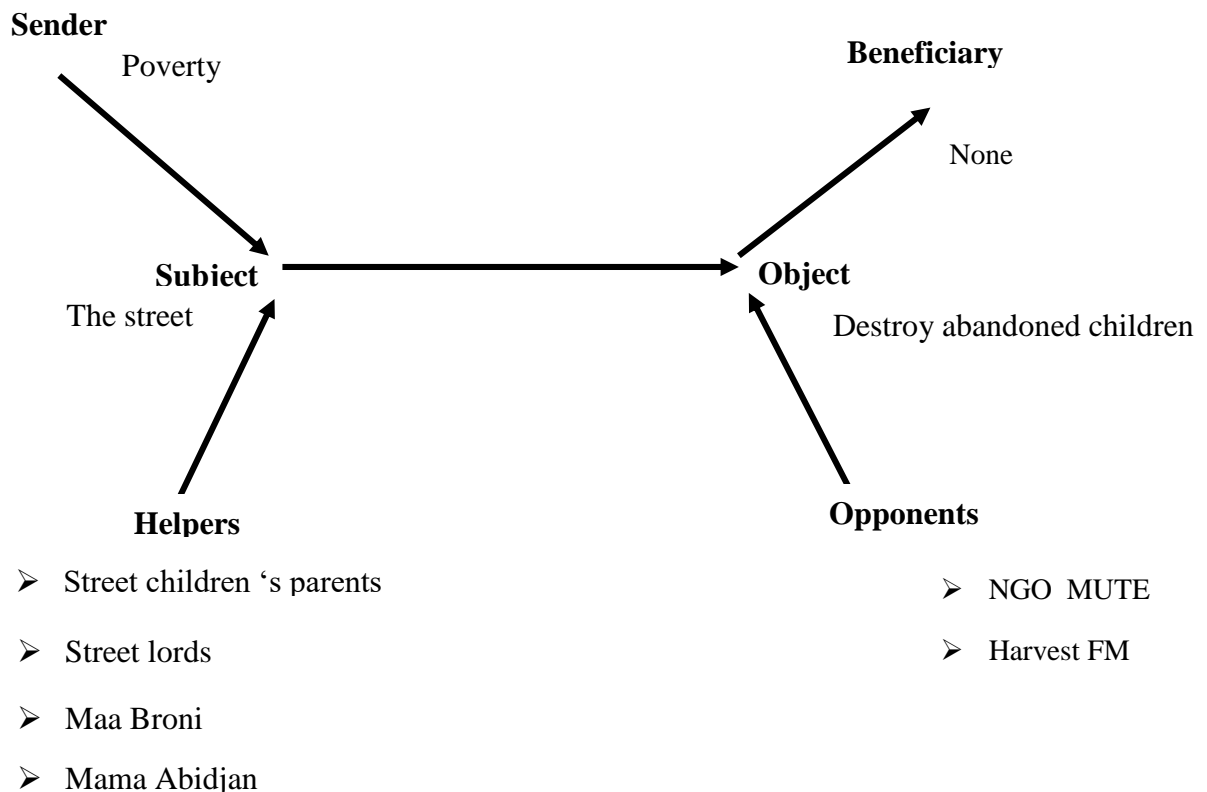 Sender
Poverty
Beneficiary
None
Subject
The street
Object
Destroy abandoned children
Helpers
➢ Street children ‘s parents
➢ Street lords
➢ Maa Broni
➢ Mama Abidjan
Opponents
➢ NGO MUTE
➢ Harvest FM